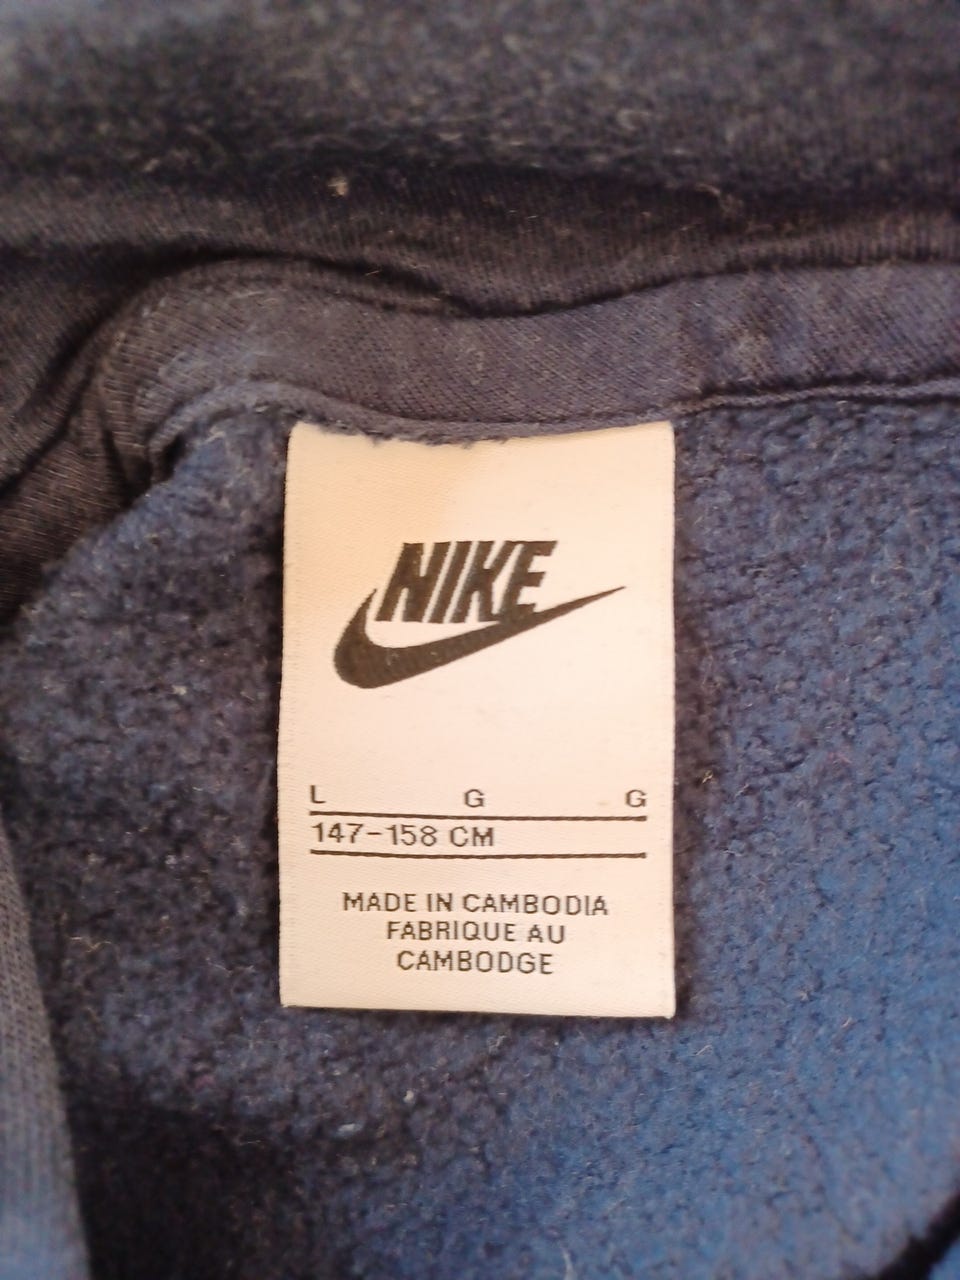 NIKE
L G G
147-158 CM
MADE IN CAMBODIA
FABRIQUE AU
CAMBODGE